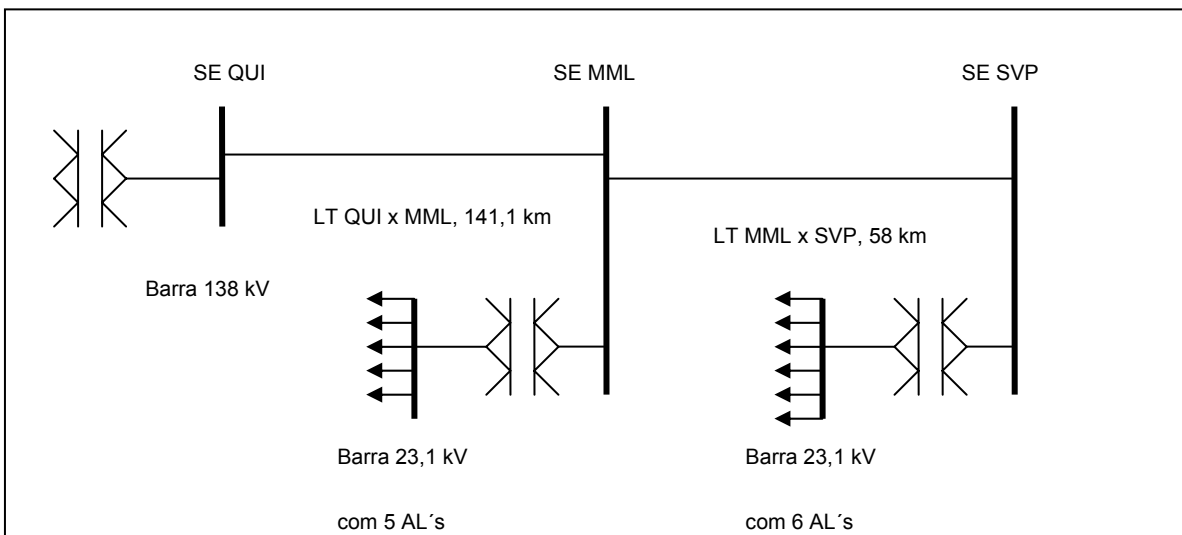 SE QUI
SE MML
SE SVP
LT QUI x MML, 141,1 km
LT MML x SVP, 58 km
Barra 138 kV
Barra 23,1 kV
com 5 AL´s
Barra 23,1 kV
com 6 AL´s